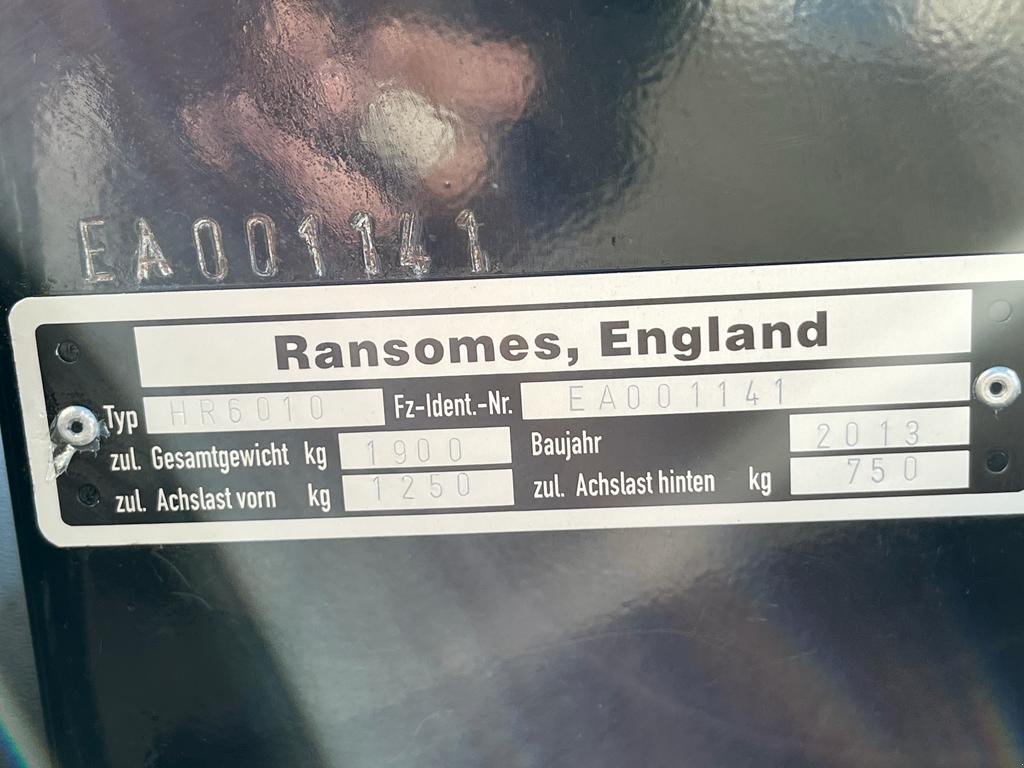 EA001141
Ransomes, England
Typ HR6010 Fz-Ident.-Nr. EA001141
zul. Gesamtgewicht kg 1900 Baujahr 2013
zul. Achslast vorn kg 1250 zul. Achslast hinten kg 750